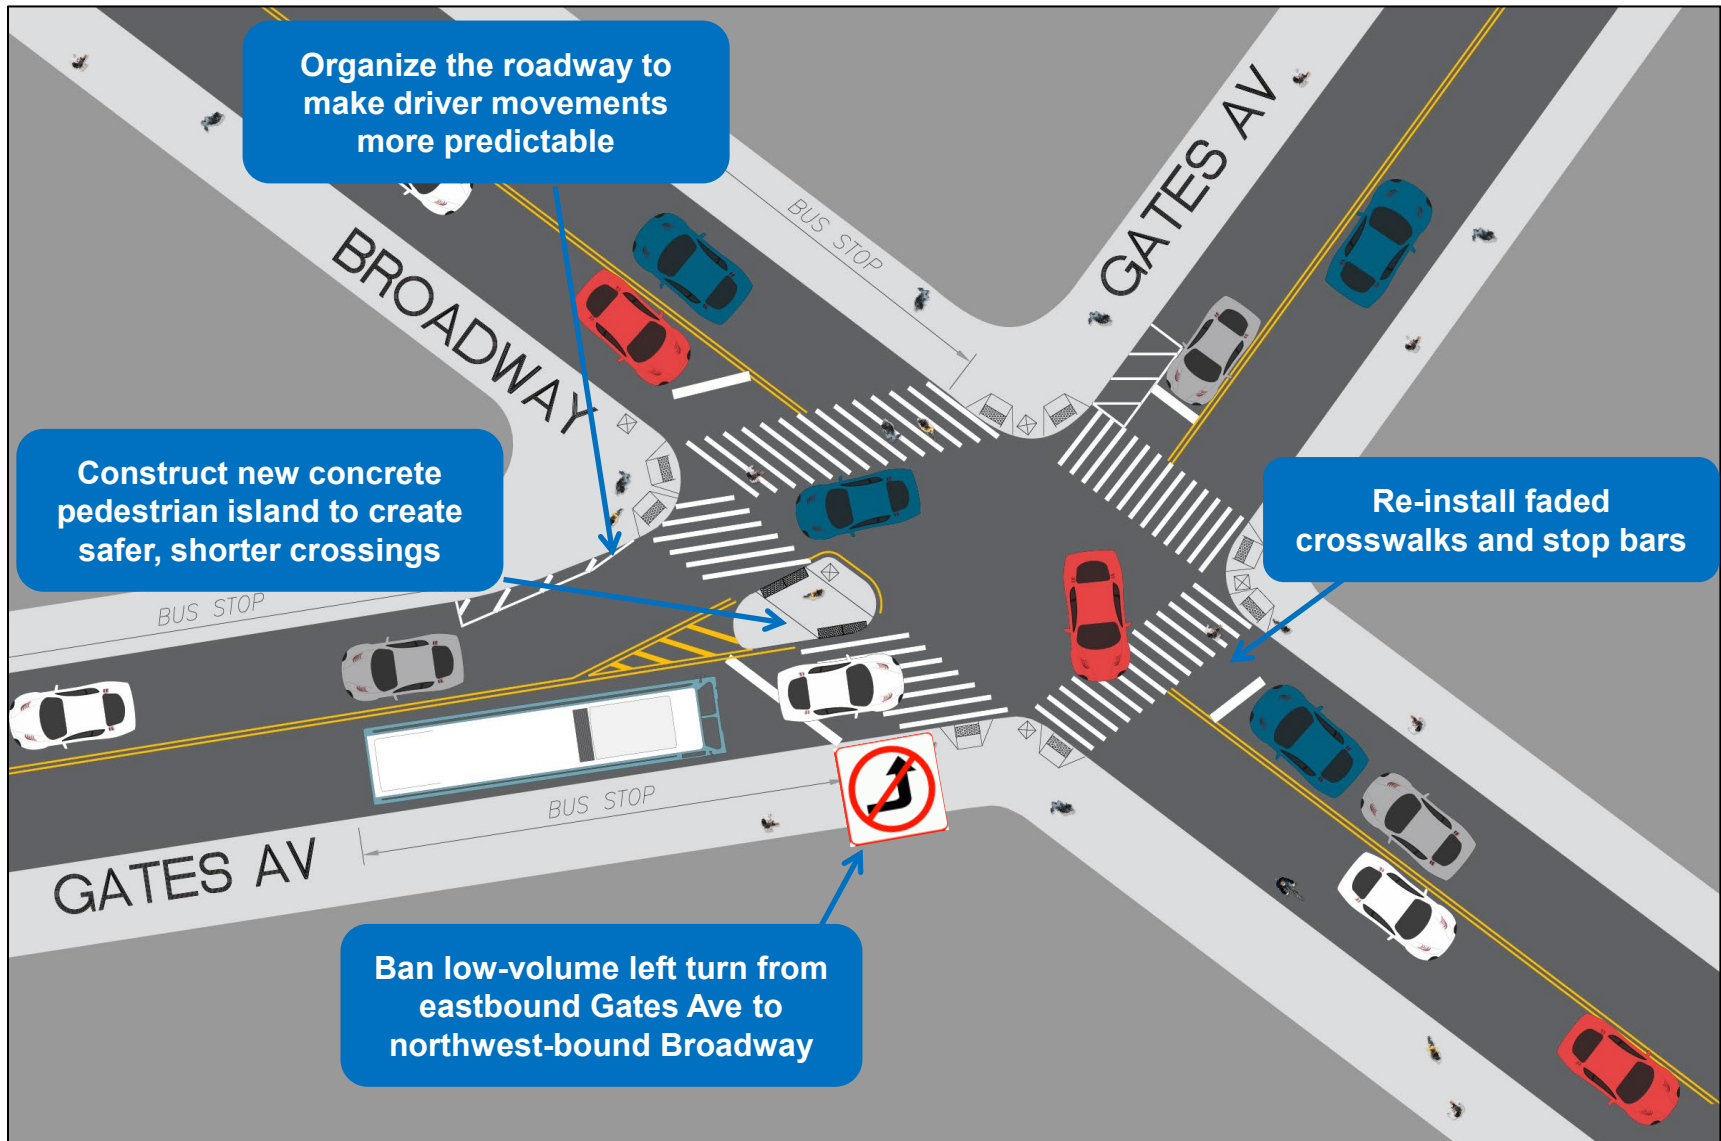 Organize the roadway to
make driver movements
more predictable
BUS STOP
GATES AV
BROADWAY
Construct new concrete
pedestrian island to create
safer, shorter crossings
Re-install faded
crosswalks and stop bars
BUS STOP
BUS STOP
GATES AV
Ban low-volume left turn from
eastbound Gates Ave to
northwest-bound Broadway